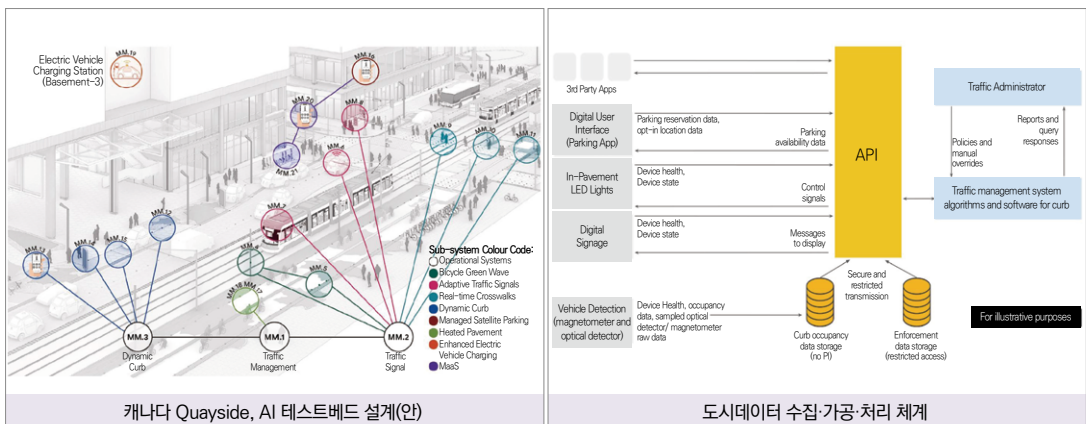 Electric Vehicle
Charging Station
(Basement-3)
MM.19
MM.18
MM.20
MM.21
MM.8
MM.9
MM.10
MM.11
MM.7
MM.12
MM.13
MM.14
MM.15
MM.5
MM.16 MM.17
MM.3
Dynamic
Curb
MM.1
Traffic
Management
MM.2
Traffic
Signal
Sub-system Colour Code:
Operational Systems
Bicycle Green Wave
Adaptive Traffic Signals
Real-time Crosswalks
Dynamic Curb
Managed Satellite Parking
Heated Pavement
Enhanced Electric
Vehicle Charging
MaaS
캐나다 Quayside, AI 테스트베드 설계(안)
3rd Party Apps
Digital User
Interface
(Parking App)
Parking reservation data,
opt-in location data
Parking
availability data
In-Pavement
LED Lights
Device health,
Device state
Control
signals
Digital
Signage
Device health,
Device state
Messages
to display
Vehicle Detection
(magnetometer and
optical detector)
Device Health, occupancy
data, sampled optical
detector/ magnetometer
raw data
API
Secure and
restricted
transmission
Curb occupancy
data storage
(no PI)
Enforcement
data storage
(restricted access)
Traffic Administrator
Policies and
manual
overrides
Reports and
query
responses
Traffic management system
algorithms and software for curb
For illustrative purposes
도시데이터 수집·가공·처리 체계